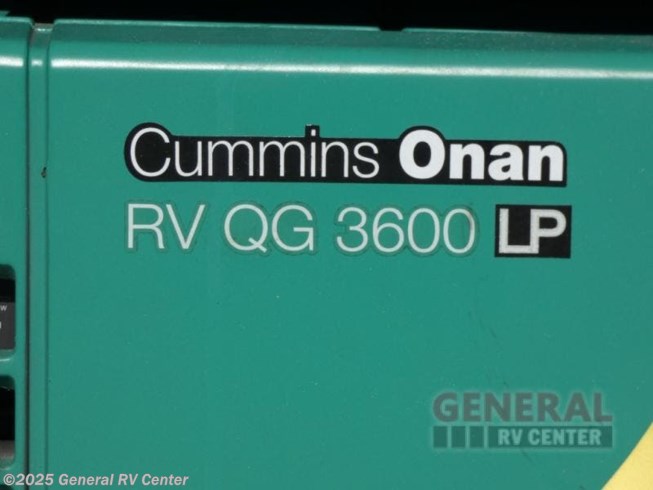 Cummins Onan
RV QG 3600 LP
GENERAL
RV CENTER
©2025 General RV Center